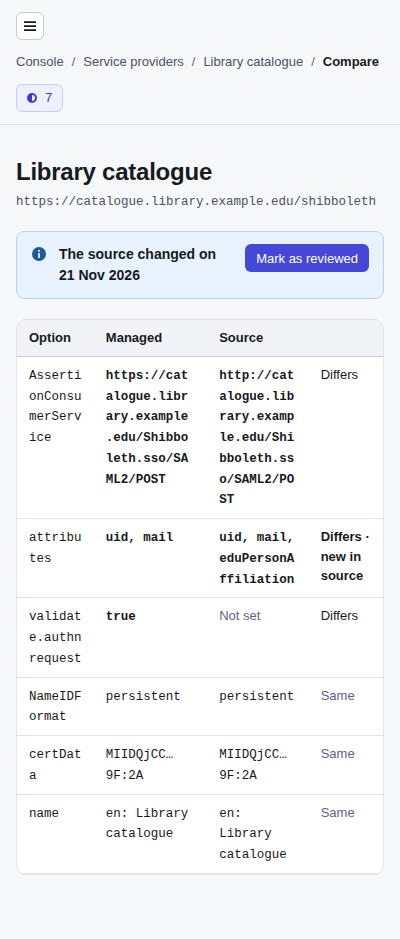 Console / Service providers / Library catalogue / Compare
7
Library catalogue
https://catalogue.library.example.edu/shibboleth
The source changed on
21 Nov 2026
Mark as reviewed
Option Managed Source
Asserti https://cat http://cat Differs
onConsu alogue.libr alogue.lib
merServ ary.example rary.examp
ice .edu/Shibbo le.edu/Shi
leth.sso/SA bboleth.ss
ML2/POST o/SAML2/PO
ST
attribu uid, mail uid, mail, Differs ·
tes eduPersonA new in
ffiliation source
validat true Not set Differs
e.authn
request
NameIDF persistent persistent Same
ormat
certDat MIIDQjCC… MIIDQjCC… Same
a 9F:2A 9F:2A
name en: Library en: Same
catalogue Library
catalogue